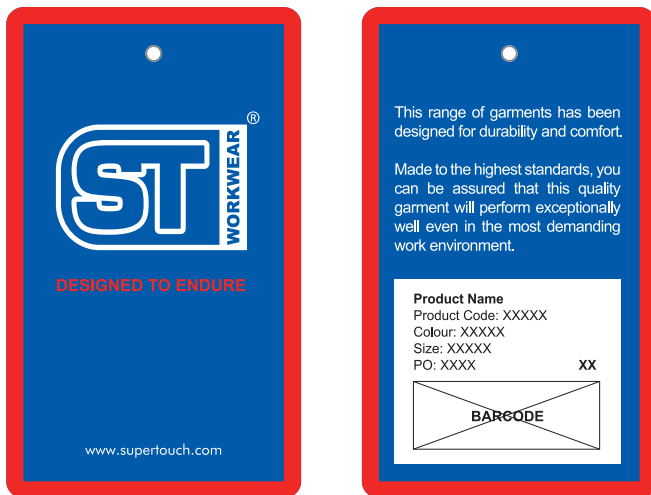 ST
WORKWEAR
®
DESIGNED TO ENDURE
www.supertouch.com
This range of garments has been
designed for durability and comfort.
Made to the highest standards, you
can be assured that this quality
garment will perform exceptionally
well even in the most demanding
work environment.
Product Name
Product Code: XXXXX
Colour: XXXXX
Size: XXXXX
PO: XXXX XX
BARCODE